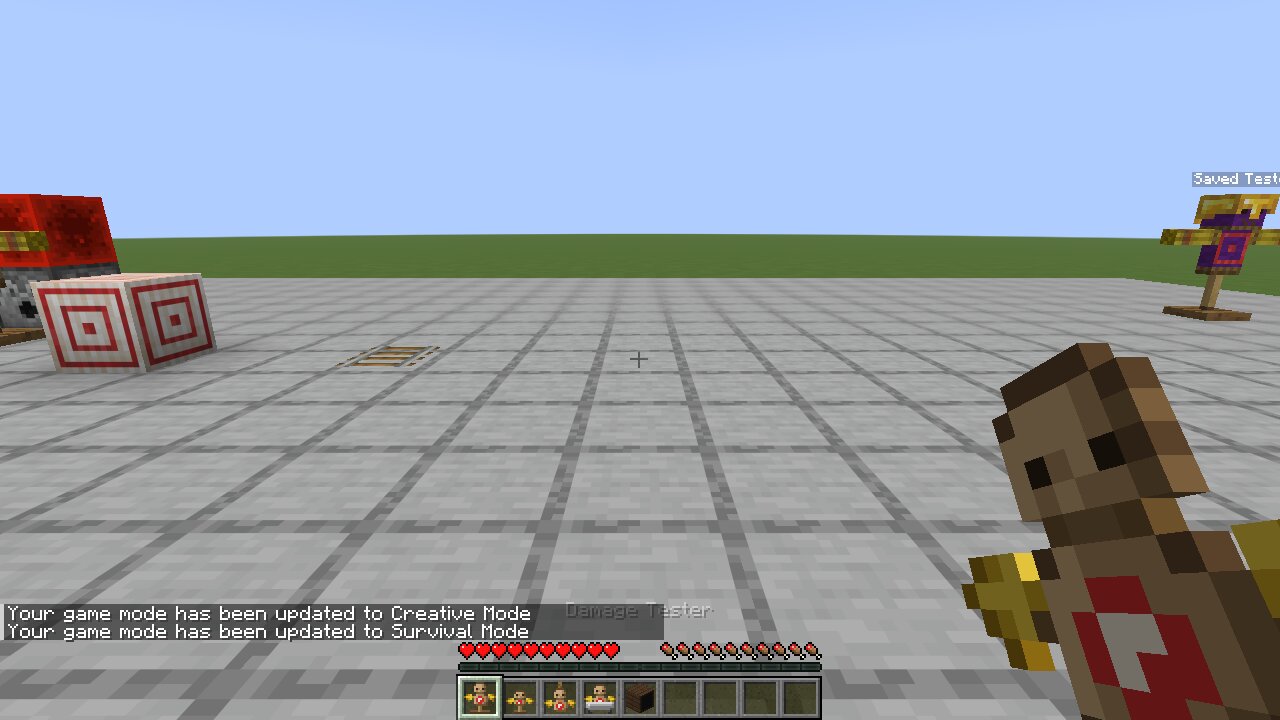 Saved Test
Your game mode has been updated to Creative Mode
Damage Tester
Your game mode has been updated to Survival Mode